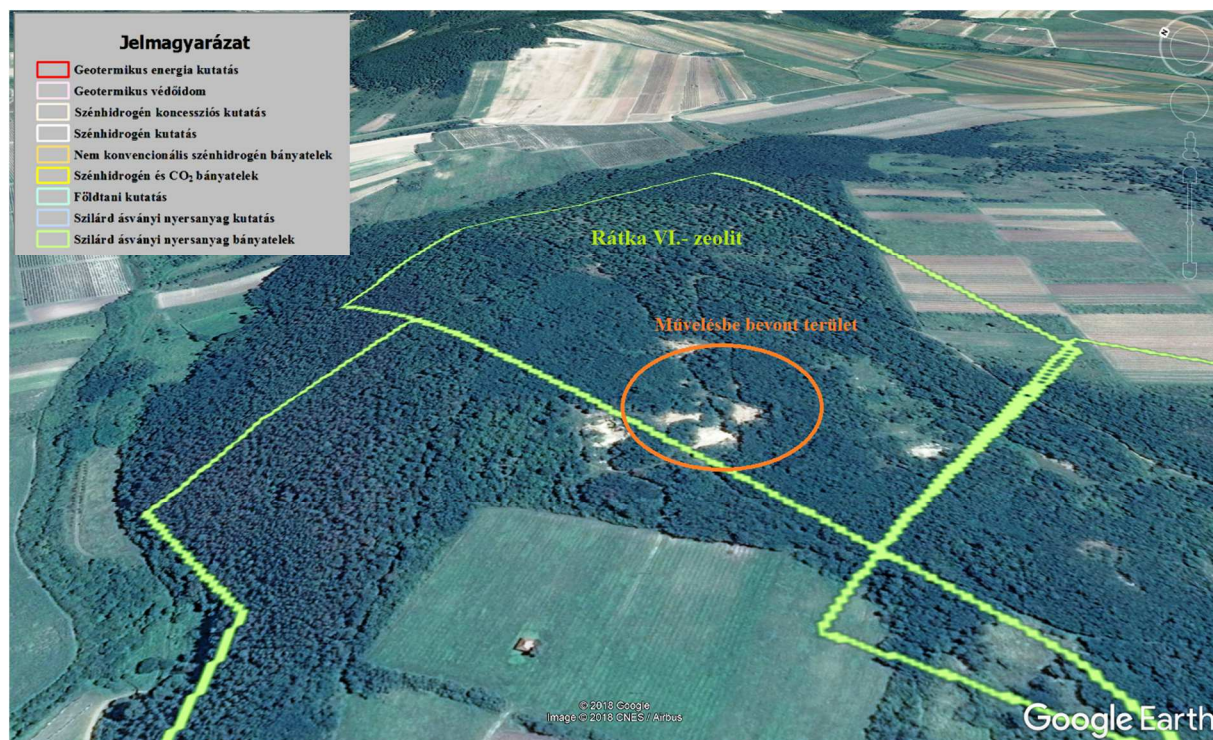 Jelmagyarázat
Geotermikus energia kutatás
Geotermikus védőidom
Szénhidrogén koncessziós kutatás
Szénhidrogén kutatás
Nem konvencionális szénhidrogén bányatelek
Szénhidrogén és CO₂ bányatelek
Földtani kutatás
Szilárd ásványi nyersanyag kutatás
Szilárd ásványi nyersanyag bányatelek
N
Rátka VI.- zeolit
Művelésbe bevont terület
© 2018 Google
Image © 2018 CNES / Airbus
Google Earth